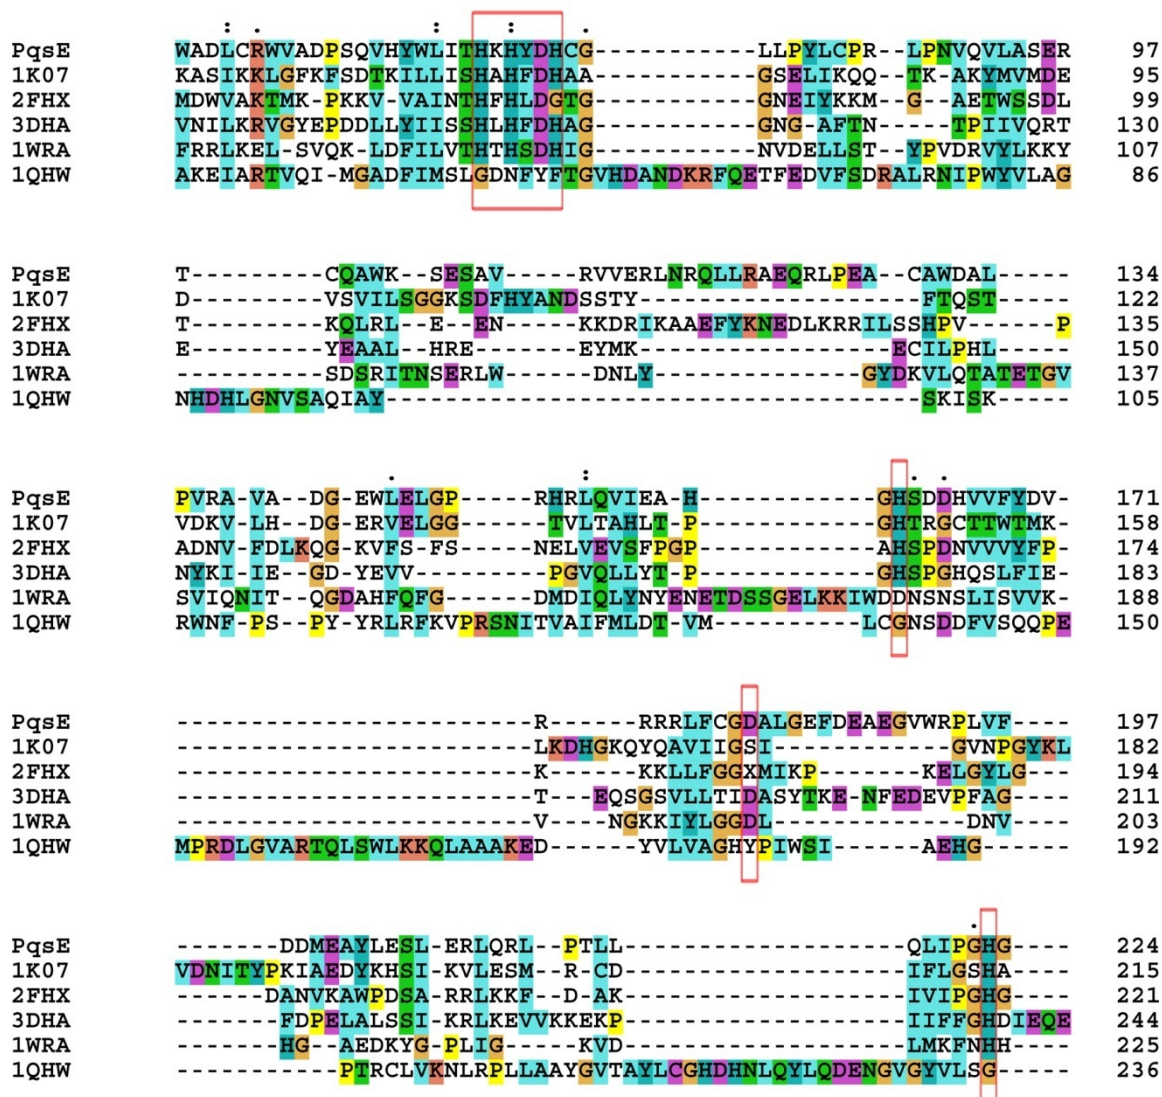 : . : : .
PqsE WADLCRWVADPSQVHYWLITHKHYDHCG-----------LLPYLCPR--LPNVQVLASER 97
1K07 KASIKKLGFKFSDTKILLISHAHFDHAA-----------GSELIKQQ--TK-AKYMVMDE 95
2FHX MDWVAKTMK-PKKV-VAINTHFHLDGTG-----------GNEIYKKM--G--AETWSSDL 99
3DHA VNILKRVGYEPDDLLYIISSHLHFDHAG-----------GNG-AFTN-----TPIIVQRT 130
1WRA FRRLKEL-SVQK-LDFILVTHTHSDHIG-----------NVDELLST--YPVDRVYLKKY 107
1QHW AKEIARTVQI-MGADFIMSLGDNFYFTGVHDANDKRFQETFEDVFSDRALRNIPWYVLAG 86
PqsE T---------CQAWK--SESAV-----RVVERLNRQLLRAEQRLPEA--CAWDAL----- 134
1K07 D---------VSVILSGGKSDFHYANDSSTY-------------------FTQST----- 122
2FHX T---------KQLRL--E--EN-----KKDRIKAAEFYKNEDLKRRILSSHPV------P 135
3DHA E---------YEAAL--HRE-------EYMK-----------------ECILPHL----- 150
1WRA ----------SDSRITNSERLW------DNLY--------------GYDKVLQTATETGV 137
1QHW NHDHLGNVSAQIAY------------------------------------SKISK----- 105
. : . .
PqsE PVRA-VA--DG-EWLELGP-----RHRLQVIEA-H------------GHSDDHVVFYDV- 171
1K07 VDKV-LH--DG-ERVELGG------TVLTAHLT-P------------GHTRGCTTWTMK- 158
2FHX ADNV-FDLKQG-KVFS-FS-----NELVEVSFPGP------------AHSPDNVVVYFP- 174
3DHA NYKI-IE--GD-YEVV---------PGVQLLYT-P------------GHSPGHQSLFIE- 183
1WRA SVIQNIT--QGDAHFQFG------DMDIQLYNYENETDSSGELKKIWDDNSNSLISVVK- 188
1QHW RWNF-PS--PY-YRLRFKVPRSNITVAIFMLDT-VM----------LCGNSDDFVSQQPE 150
PqsE ------------------------R------RRRLFCGDALGEFDEAEGVWRPLVF---- 197
1K07 ------------------------LKDHGKQYQAVIIGSI------------GVNPGYKL 182
2FHX ------------------------K------KKLLFGGXMIKP-------KELGYLG--- 194
3DHA ------------------------T---EQSGSVLLTIDASYTKE-NFEDEVPFAG---- 211
1WRA ------------------------V----NGKKIYLGGDL-------------DNV---- 203
1QHW MPRDLGVARTQLSWLKKQLAAAKED------YVLVAGHYPIWSI------AEHG------ 192
.
PqsE -------DDMEAYLESL-ERLQRL--PTLL-------------------QLIPGHG---- 224
1K07 VDNITYPKIAEDYKHSI-KVLESM--R-CD-------------------IFLGSHA---- 215
2FHX ------DANVKAWPDSA-RRLKKF--D-AK-------------------IVIPGHG---- 221
3DHA -------FDPELALSSI-KRLKEVVKKEKP-------------------IIFFGHDIEQE 244
1WRA -------HG--AEDKYG-PLIG-----KVD-------------------LMKFNHH---- 225
1QHW -----------PTRCLVKNLRPLLAAYGVTAYLCGHDHNLQYLQDENGVGYVLSG----- 236